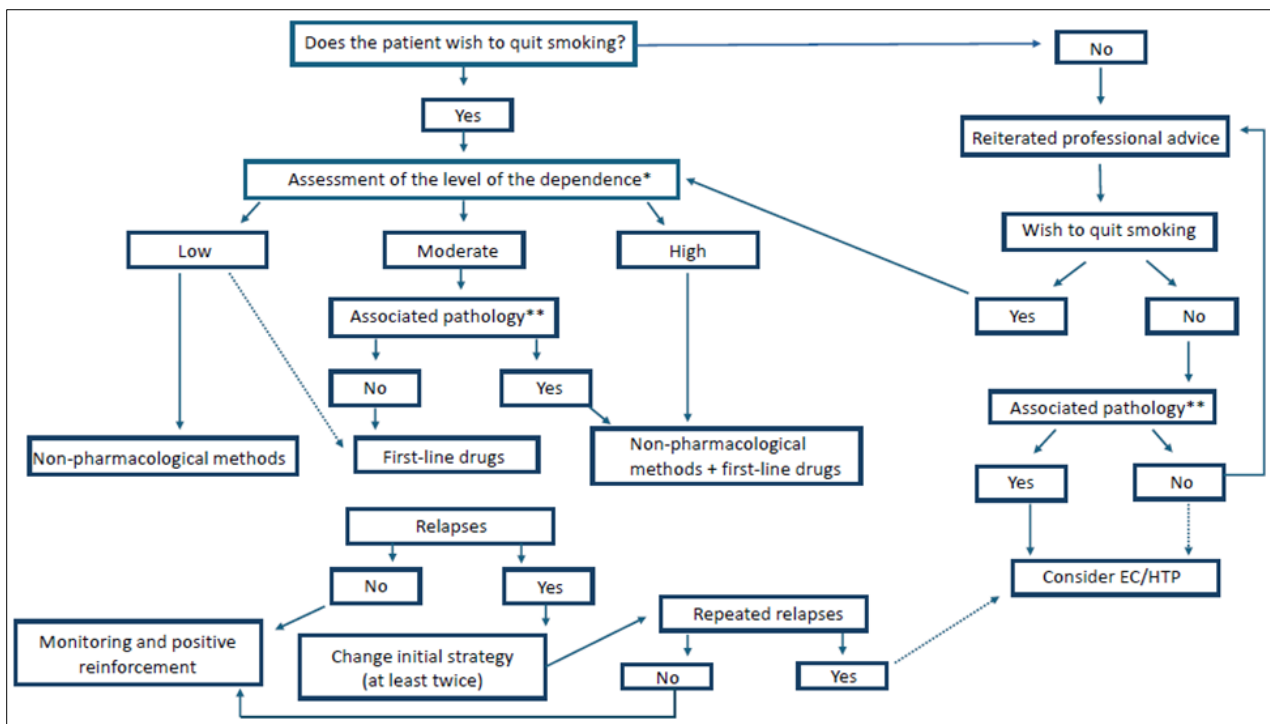 Does the patient wish to quit smoking?
No
Yes
Reiterated professional advice
Assessment of the level of the dependence*
Wish to quit smoking
Low
Moderate
High
Associated pathology**
Yes
No
No
Yes
Associated pathology**
Non-pharmacological methods
First-line drugs
Non-pharmacological
methods + first-line drugs
Yes
No
Relapses
No
Yes
Consider EC/HTP
Repeated relapses
Monitoring and positive
reinforcement
Change initial strategy
(at least twice)
No
Yes